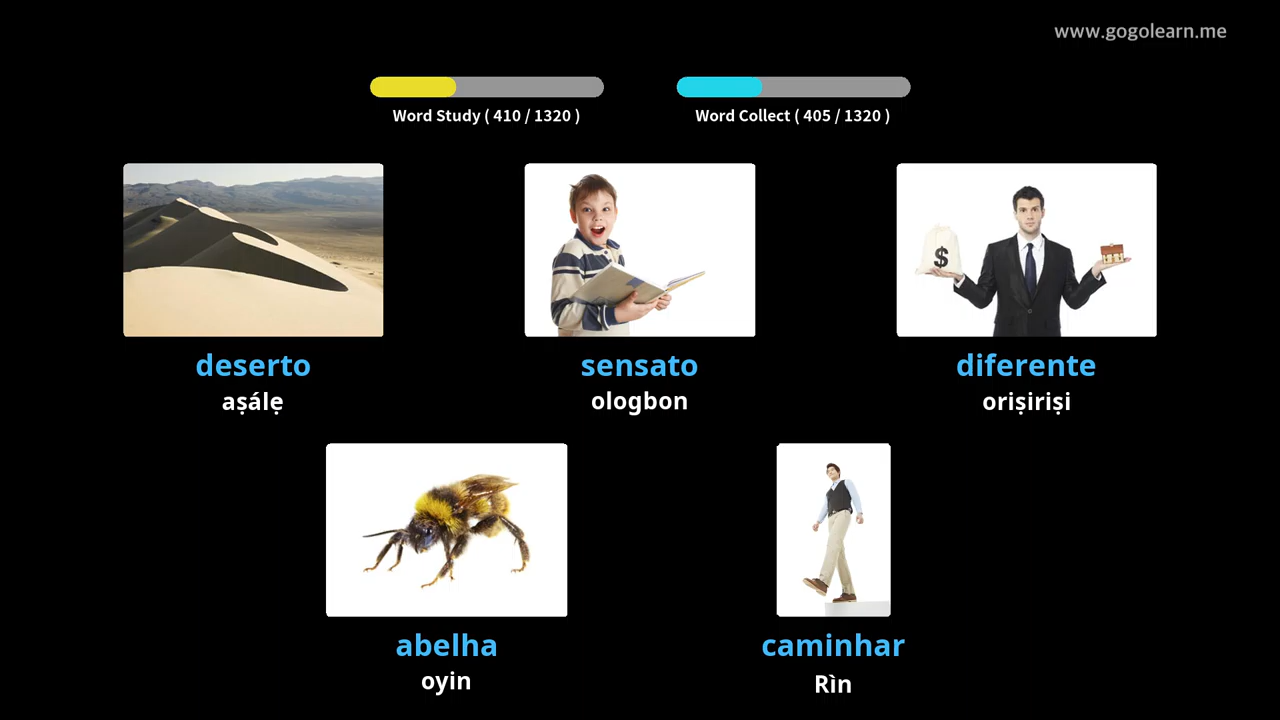 www.gogolearn.me
Word Study ( 410 / 1320 )
Word Collect ( 405 / 1320 )
$
deserto
aṣálẹ
sensato
ologbon
diferente
oriṣiriṣi
abelha
oyin
caminhar
Rìn